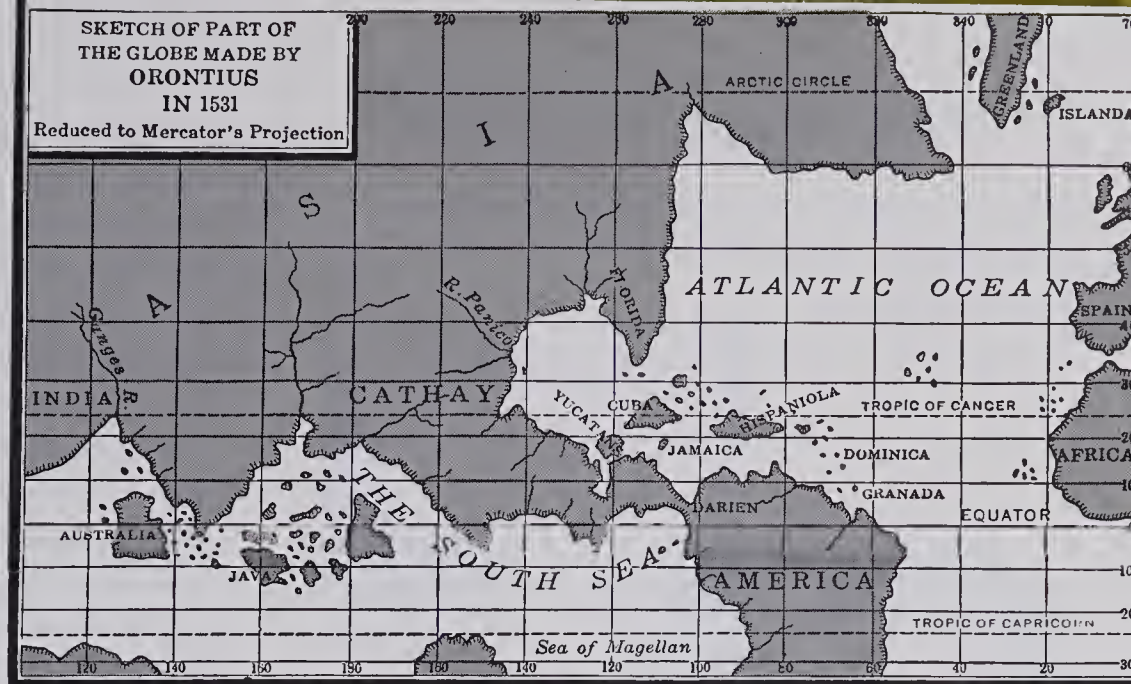 SKETCH OF PART OF
THE GLOBE MADE BY
ORONTIUS
IN 1531
Reduced to Mercator's Projection
200 220 240 260 280 300 340 70
GREENLAND
ARCTIC CIRCLE
ISLANDA
A S I A
ATLANTIC OCEAN
SPAIN
FLORIDA
R. Panico
Ganges R.
INDIA
CATHAY
YUCATAN
CUBA
HISPANIOLA
TROPIC OF CANCER
JAMAICA
DOMINICA
AFRICA
GRANADA
DARIEN
EQUATOR
AUSTRALIA
JAVA
THE SOUTH SEA
AMERICA
TROPIC OF CAPRICORN
Sea of Magellan
120 140 160 160 140 120 100 80 60 40 20 30